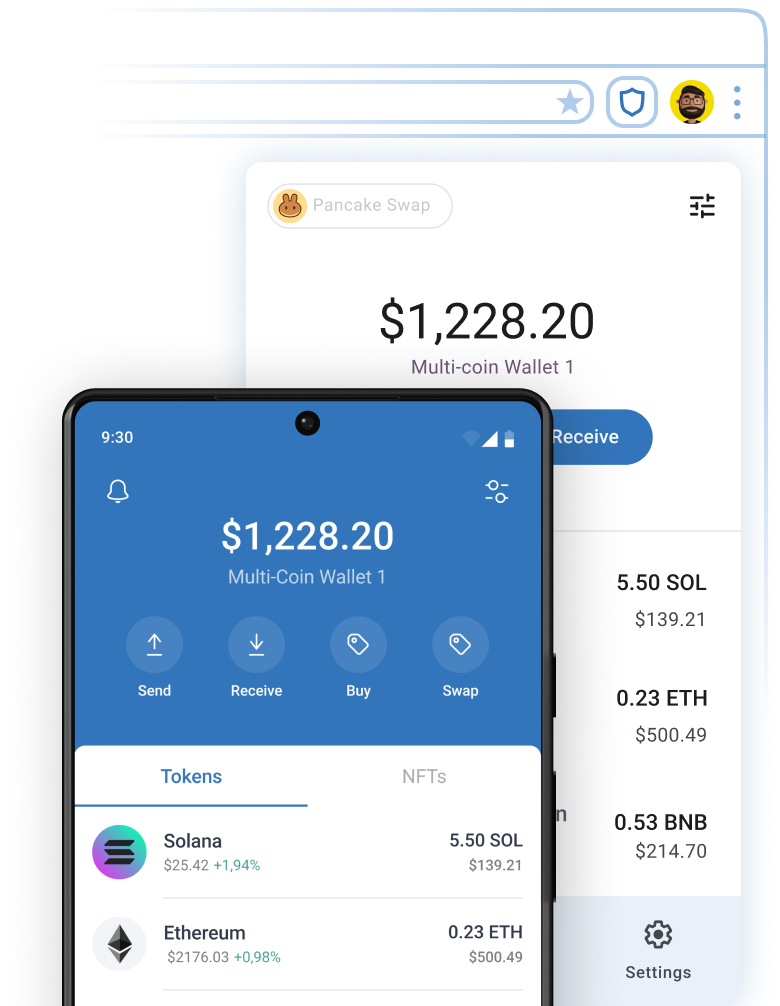 Pancake Swap
$1,228.20
Multi-coin Wallet 1
Receive
5.50 SOL
$139.21
0.23 ETH
$500.49
n
0.53 BNB
$214.70
Settings
9:30
$1,228.20
Multi-Coin Wallet 1
Send Receive Buy Swap
Tokens NFTs
Solana 5.50 SOL
$25.42 +1,94% $139.21
Ethereum 0.23 ETH
$2176.03 +0,98% $500.49